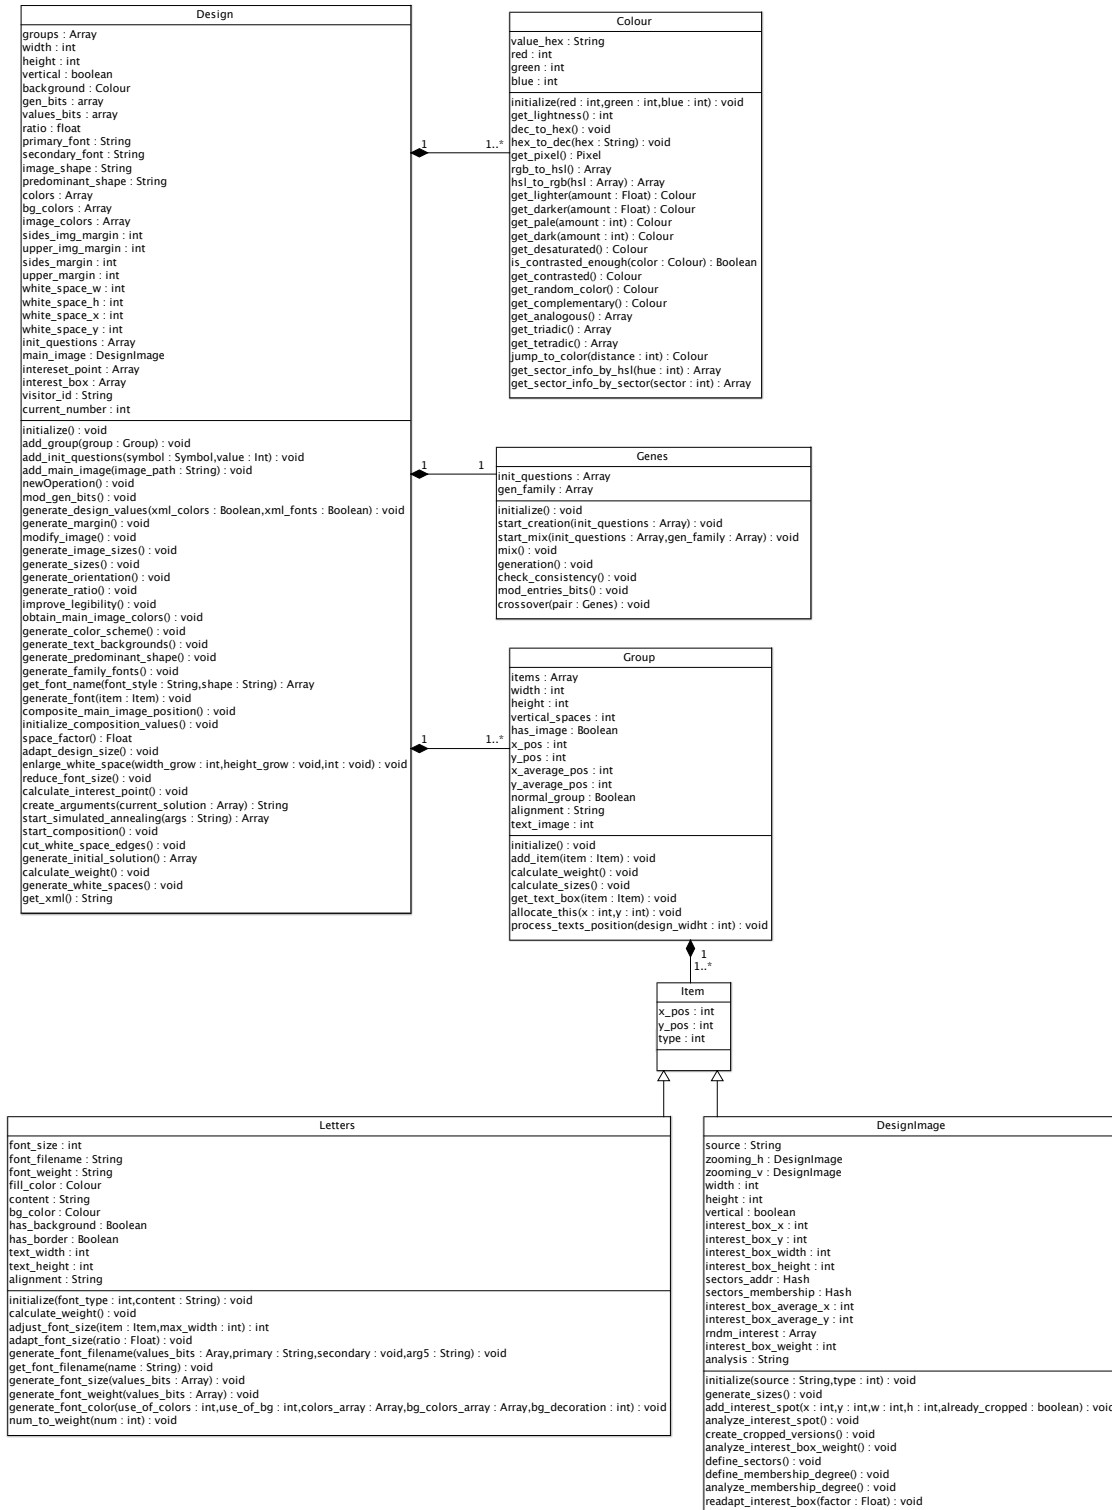 Design
groups : Array
width : int
height : int
vertical : boolean
background : Colour
gen_bits : array
values_bits : array
ratio : float
primary_font : String
secondary_font : String
image_shape : String
predominant_shape : String
colors : Array
bg_colors : Array
image_colors : Array
sides_img_margin : int
upper_img_margin : int
sides_margin : int
upper_margin : int
white_space_w : int
white_space_h : int
white_space_x : int
white_space_y : int
init_questions : Array
main_image : DesignImage
intereset_point : Array
interest_box : Array
visitor_id : String
current_number : int
initialize() : void
add_group(group : Group) : void
add_init_questions(symbol : Symbol,value : Int) : void
add_main_image(image_path : String) : void
newOperation() : void
mod_gen_bits() : void
generate_design_values(xml_colors : Boolean,xml_fonts : Boolean) : void
generate_margin() : void
modify_image() : void
generate_image_sizes() : void
generate_sizes() : void
generate_orientation() : void
generate_ratio() : void
improve_legibility() : void
obtain_main_image_colors() : void
generate_color_scheme() : void
generate_text_backgrounds() : void
generate_predominant_shape() : void
generate_family_fonts() : void
get_font_name(font_style : String,shape : String) : Array
generate_font(item : Item) : void
composite_main_image_position() : void
initialize_composition_values() : void
space_factor() : Float
adapt_design_size() : void
enlarge_white_space(width_grow : int,height_grow : void,int : void) : void
reduce_font_size() : void
calculate_interest_point() : void
create_arguments(current_solution : Array) : String
start_simulated_annealing(args : String) : Array
start_composition() : void
cut_white_space_edges() : void
generate_initial_solution() : Array
calculate_weight() : void
generate_white_spaces() : void
get_xml() : String
1
1..*
Colour
value_hex : String
red : int
green : int
blue : int
initialize(red : int,green : int,blue : int) : void
get_lightness() : int
dec_to_hex() : void
hex_to_dec(hex : String) : void
get_pixel() : Pixel
rgb_to_hsl() : Array
hsl_to_rgb(hsl : Array) : Array
get_lighter(amount : Float) : Colour
get_darker(amount : Float) : Colour
get_pale(amount : int) : Colour
get_dark(amount : int) : Colour
get_desaturated() : Colour
is_contrasted_enough(color : Colour) : Boolean
get_contrasted() : Colour
get_random_color() : Colour
get_complementary() : Colour
get_analogous() : Array
get_triadic() : Array
get_tetradic() : Array
jump_to_color(distance : int) : Colour
get_sector_info_by_hsl(hue : int) : Array
get_sector_info_by_sector(sector : int) : Array
1
1
Genes
init_questions : Array
gen_family : Array
initialize() : void
start_creation(init_questions : Array) : void
start_mix(init_questions : Array,gen_family : Array) : void
mix() : void
generation() : void
check_consistency() : void
mod_entries_bits() : void
crossover(pair : Genes) : void
1
1..*
Group
items : Array
width : int
height : int
vertical_spaces : int
has_image : Boolean
x_pos : int
y_pos : int
x_average_pos : int
y_average_pos : int
normal_group : Boolean
alignment : String
text_image : int
initialize() : void
add_item(item : Item) : void
calculate_weight() : void
calculate_sizes() : void
get_text_box(item : Item) : void
allocate_this(x : int,y : int) : void
process_texts_position(design_widht : int) : void
1
1..*
Item
x_pos : int
y_pos : int
type : int
Letters
font_size : int
font_filename : String
font_weight : String
fill_color : Colour
content : String
bg_color : Colour
has_background : Boolean
has_border : Boolean
text_width : int
text_height : int
alignment : String
initialize(font_type : int,content : String) : void
calculate_weight() : void
adjust_font_size(item : Item,max_width : int) : int
adapt_font_size(ratio : Float) : void
generate_font_filename(values_bits : Aray,primary : String,secondary : void,arg5 : String) : void
get_font_filename(name : String) : void
generate_font_size(values_bits : Array) : void
generate_font_weight(values_bits : Array) : void
generate_font_color(use_of_colors : int,use_of_bg : int,colors_array : Array,bg_colors_array : Array,bg_decoration : int) : void
num_to_weight(num : int) : void
DesignImage
source : String
zooming_h : DesignImage
zooming_v : DesignImage
width : int
height : int
vertical : boolean
interest_box_x : int
interest_box_y : int
interest_box_width : int
interest_box_height : int
sectors_addr : Hash
sectors_membership : Hash
interest_box_average_x : int
interest_box_average_y : int
rndm_interest : Array
interest_box_weight : int
analysis : String
initialize(source : String,type : int) : void
generate_sizes() : void
add_interest_spot(x : int,y : int,w : int,h : int,already_cropped : boolean) : void
analyze_interest_spot() : void
create_cropped_versions() : void
analyze_interest_box_weight() : void
define_sectors() : void
define_membership_degree() : void
analyze_membership_degree() : void
readapt_interest_box(factor : Float) : void